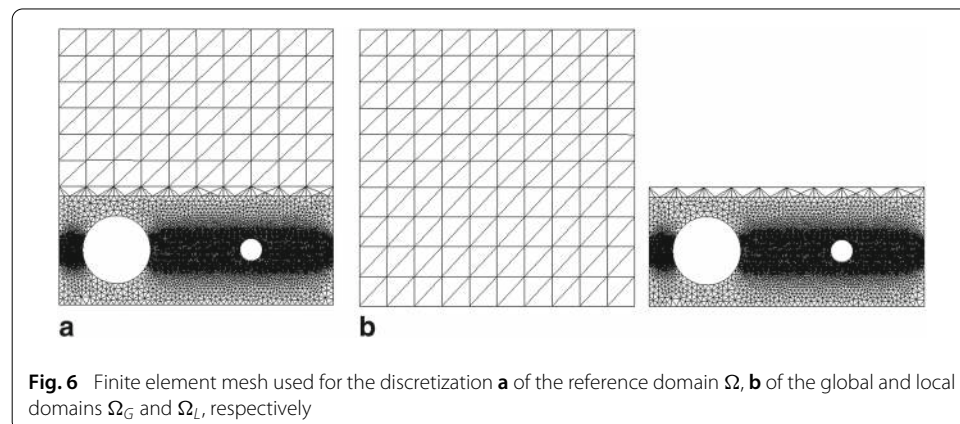 a
b
Fig. 6 Finite element mesh used for the discretization a of the reference domain Ω, b of the global and local
domains Ω_G and Ω_L, respectively